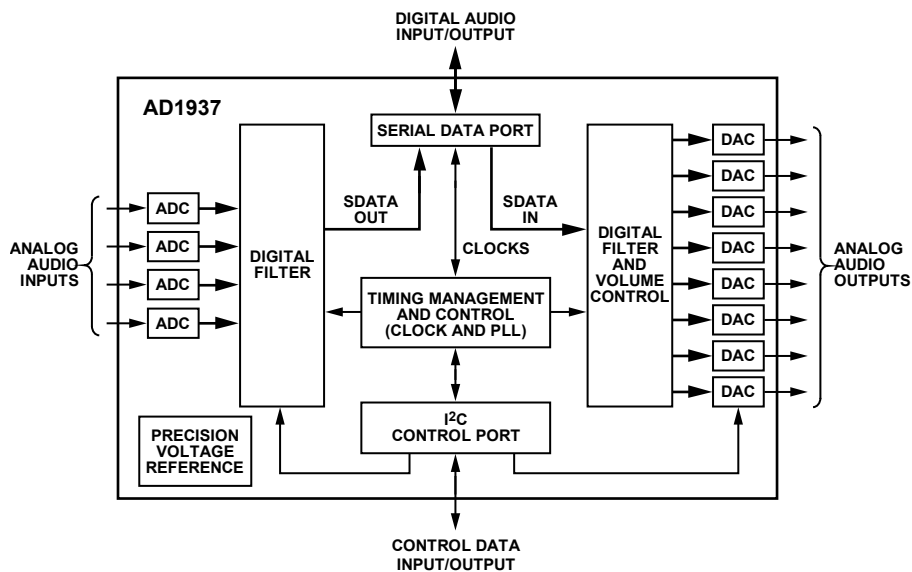 DIGITAL AUDIO
INPUT/OUTPUT
AD1937
SERIAL DATA PORT
SDATA
OUT
SDATA
IN
CLOCKS
ANALOG
AUDIO
INPUTS
ADC
ADC
ADC
ADC
DIGITAL
FILTER
TIMING MANAGEMENT
AND CONTROL
(CLOCK AND PLL)
DIGITAL
FILTER
AND
VOLUME
CONTROL
DAC
DAC
DAC
DAC
DAC
DAC
DAC
DAC
ANALOG
AUDIO
OUTPUTS
I²C
CONTROL PORT
PRECISION
VOLTAGE
REFERENCE
CONTROL DATA
INPUT/OUTPUT